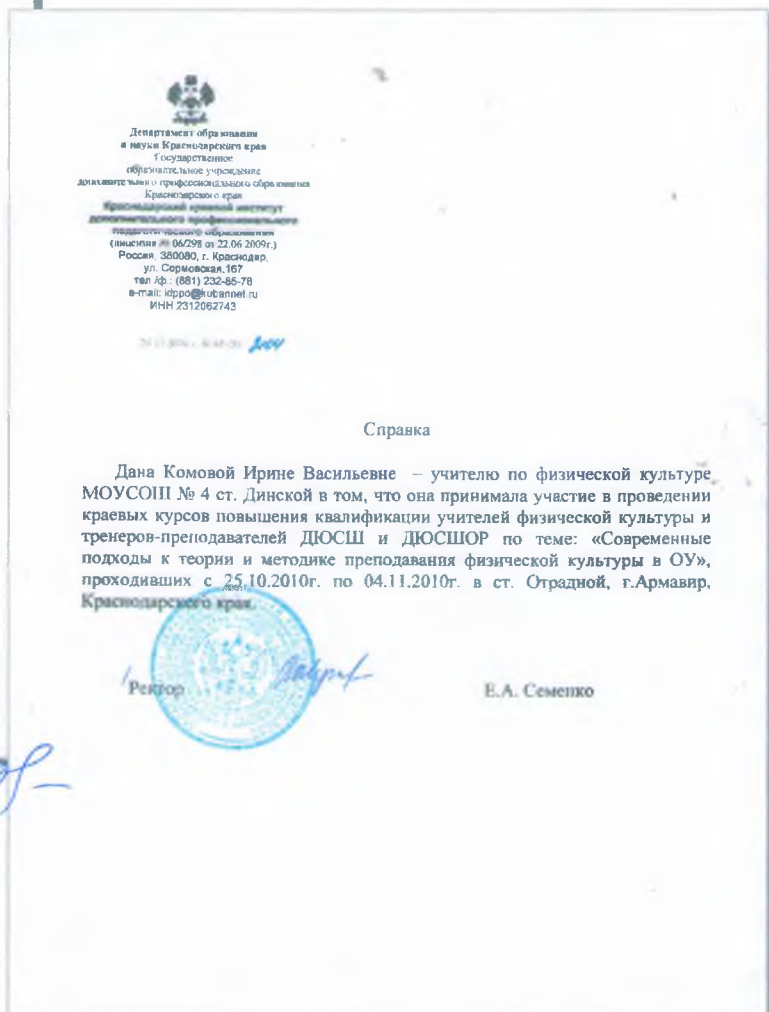 Департамент образования
и науки Краснодарского края
Государственное
образовательное учреждение
дополнительного профессионального образования
Краснодарского края
Краснодарский краевой институт
дополнительного профессионального
педагогического образования
(лицензия № 06/298 от 22.06 2009г.)
Россия, 350080, г. Краснодар,
ул. Сормовская,167
тел /ф.: (861) 232-85-78
e-mail: idppo@kubannet.ru
ИНН 2312062743
Справка
Дана Комовой Ирине Васильевне – учителю по физической культуре
МОУСОШ № 4 ст. Динской в том, что она принимала участие в проведении
краевых курсов повышения квалификации учителей физической культуры и
тренеров-преподавателей ДЮСШ и ДЮСШОР по теме: «Современные
подходы к теории и методике преподавания физической культуры в ОУ»,
проходивших с 25.10.2010г. по 04.11.2010г. в ст. Отрадной, г.Армавир,
Краснодарского края.
Ректор Е.А. Семенко